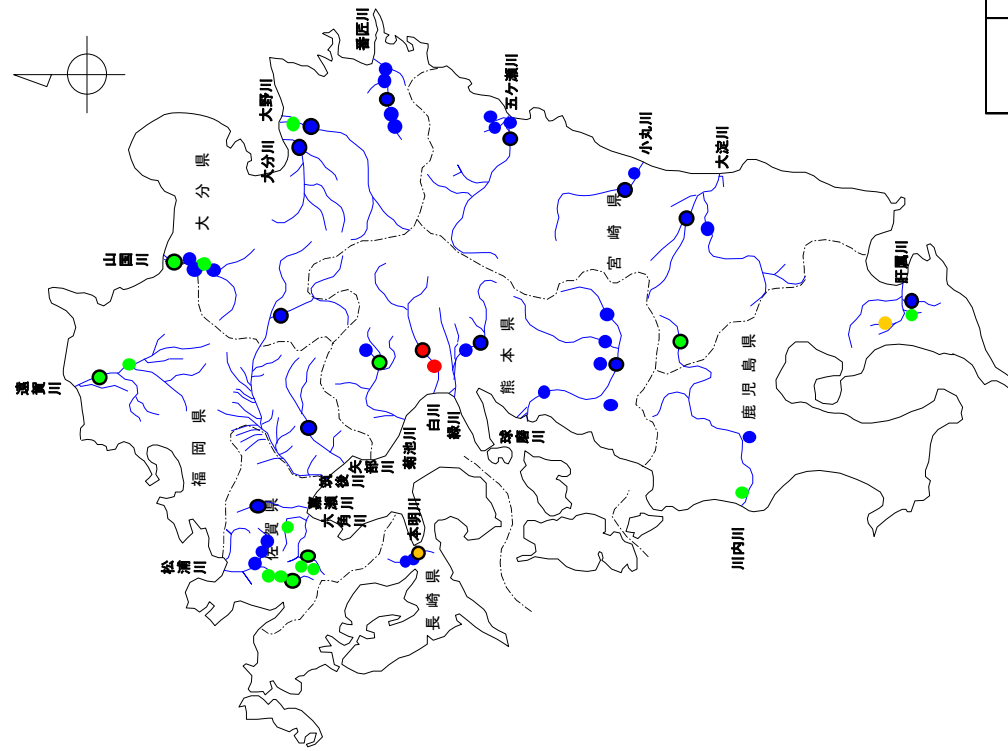 番匠川
大野川
大分川
五ケ瀬川
小丸川
大淀川
大分県
山国川
宮崎県
肝属川
遠賀川
福岡県
熊本県
鹿児島県
白川
緑川
菊池川
球磨川
矢部川
筑後川
嘉瀬川
六角川
佐賀県
本明川
松浦川
長崎県
川内川